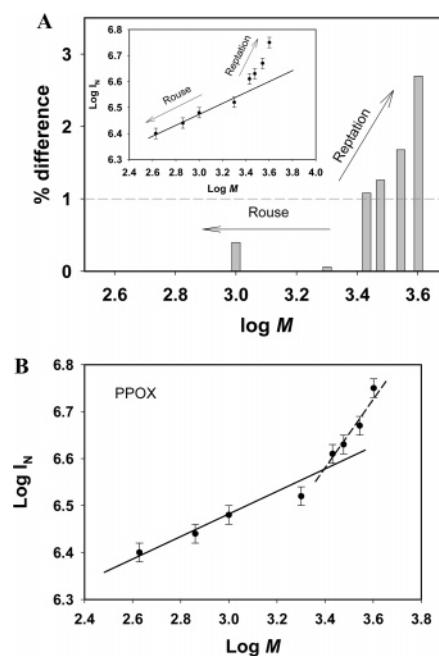 A
% difference
3
2
1
0
Log I_N
6.8
6.7
6.6
6.5
6.4
6.3
Rouse
Reptation
2.4 2.6 2.8 3.0 3.2 3.4 3.6 3.8 4.0
Log M
Reptation
Rouse
2.6 2.8 3.0 3.2 3.4 3.6
log M
B
PPOX
Log I_N
6.8
6.7
6.6
6.5
6.4
6.3
2.4 2.6 2.8 3.0 3.2 3.4 3.6 3.8
Log M